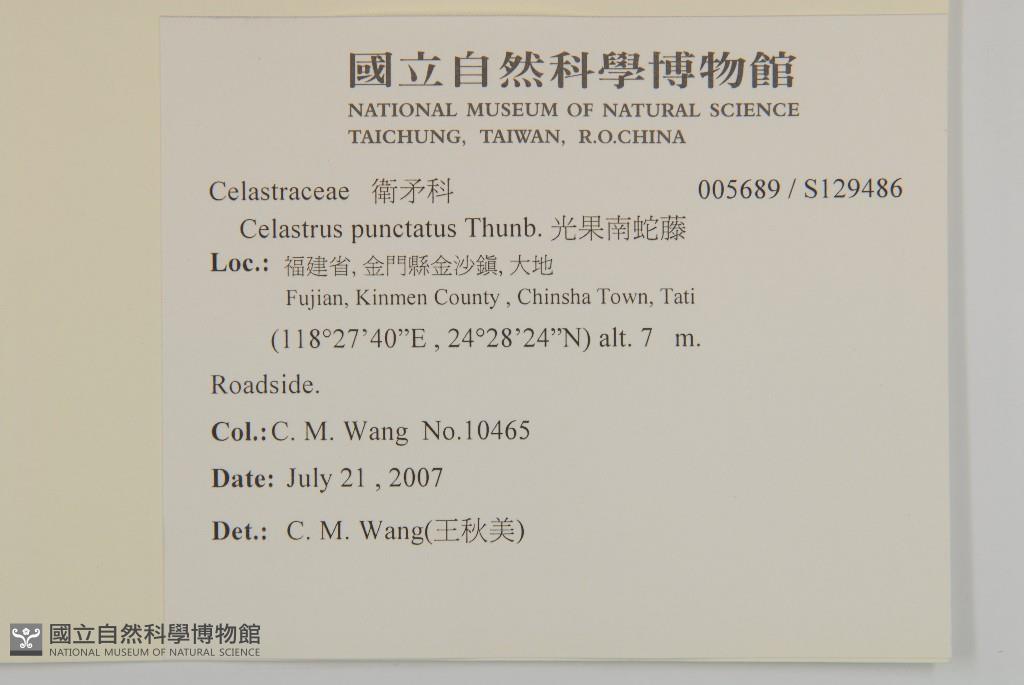 國立自然科學博物館
NATIONAL MUSEUM OF NATURAL SCIENCE
TAICHUNG, TAIWAN, R.O.CHINA
Celastraceae 衛矛科 005689 / S129486
Celastrus punctatus Thunb. 光果南蛇藤
Loc.: 福建省, 金門縣金沙鎭, 大地
Fujian, Kinmen County , Chinsha Town, Tati
(118°27’40”E , 24°28’24”N) alt. 7 m.
Roadside.
Col.: C. M. Wang No.10465
Date: July 21 , 2007
Det.: C. M. Wang(王秋美)
國立自然科學博物館
NATIONAL MUSEUM OF NATURAL SCIENCE